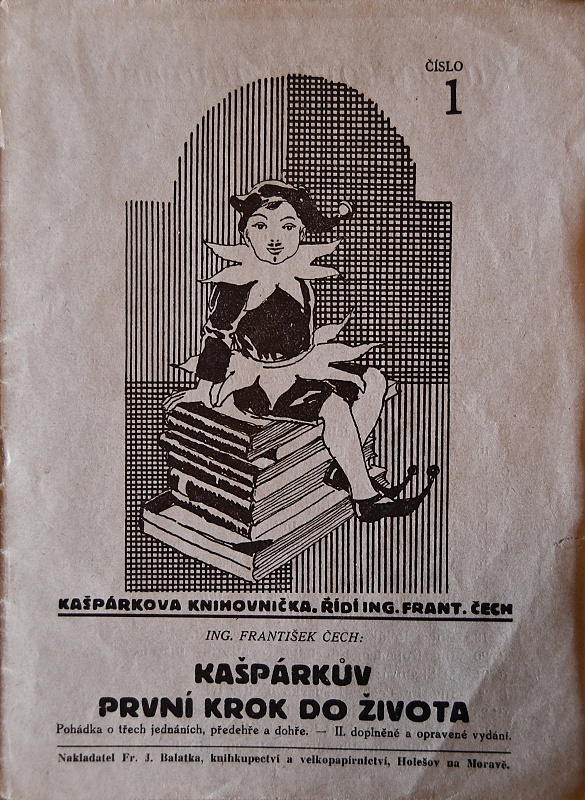 ČÍSLO
1
KAŠPÁRKOVA KNIHOVNIČKA. ŘÍDÍ ING. FRANT. ČECH
ING. FRANTIŠEK ČECH:
KAŠPÁRKŮV
PRVNÍ KROK DO ŽIVOTA
Pohádka o třech jednáních, předehře a dohře. — II. doplněné a opravené vydání.
Nakladatel Fr. J. Balatka, knihkupectví a velkopapírnictví, Holešov na Moravě.